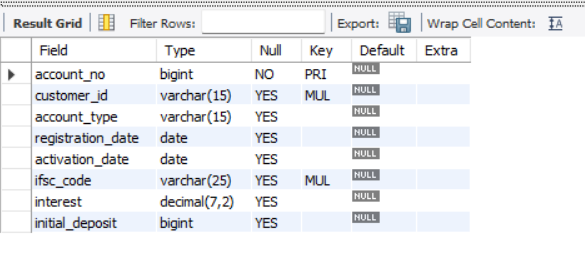 Result Grid Filter Rows: Export: Wrap Cell Content: IA
Field Type Null Key Default Extra
account_no bigint NO PRI NULL
customer_id varchar(15) YES MUL NULL
account_type varchar(15) YES NULL
registration_date date YES NULL
activation_date date YES NULL
ifsc_code varchar(25) YES MUL NULL
interest decimal(7,2) YES NULL
initial_deposit bigint YES NULL